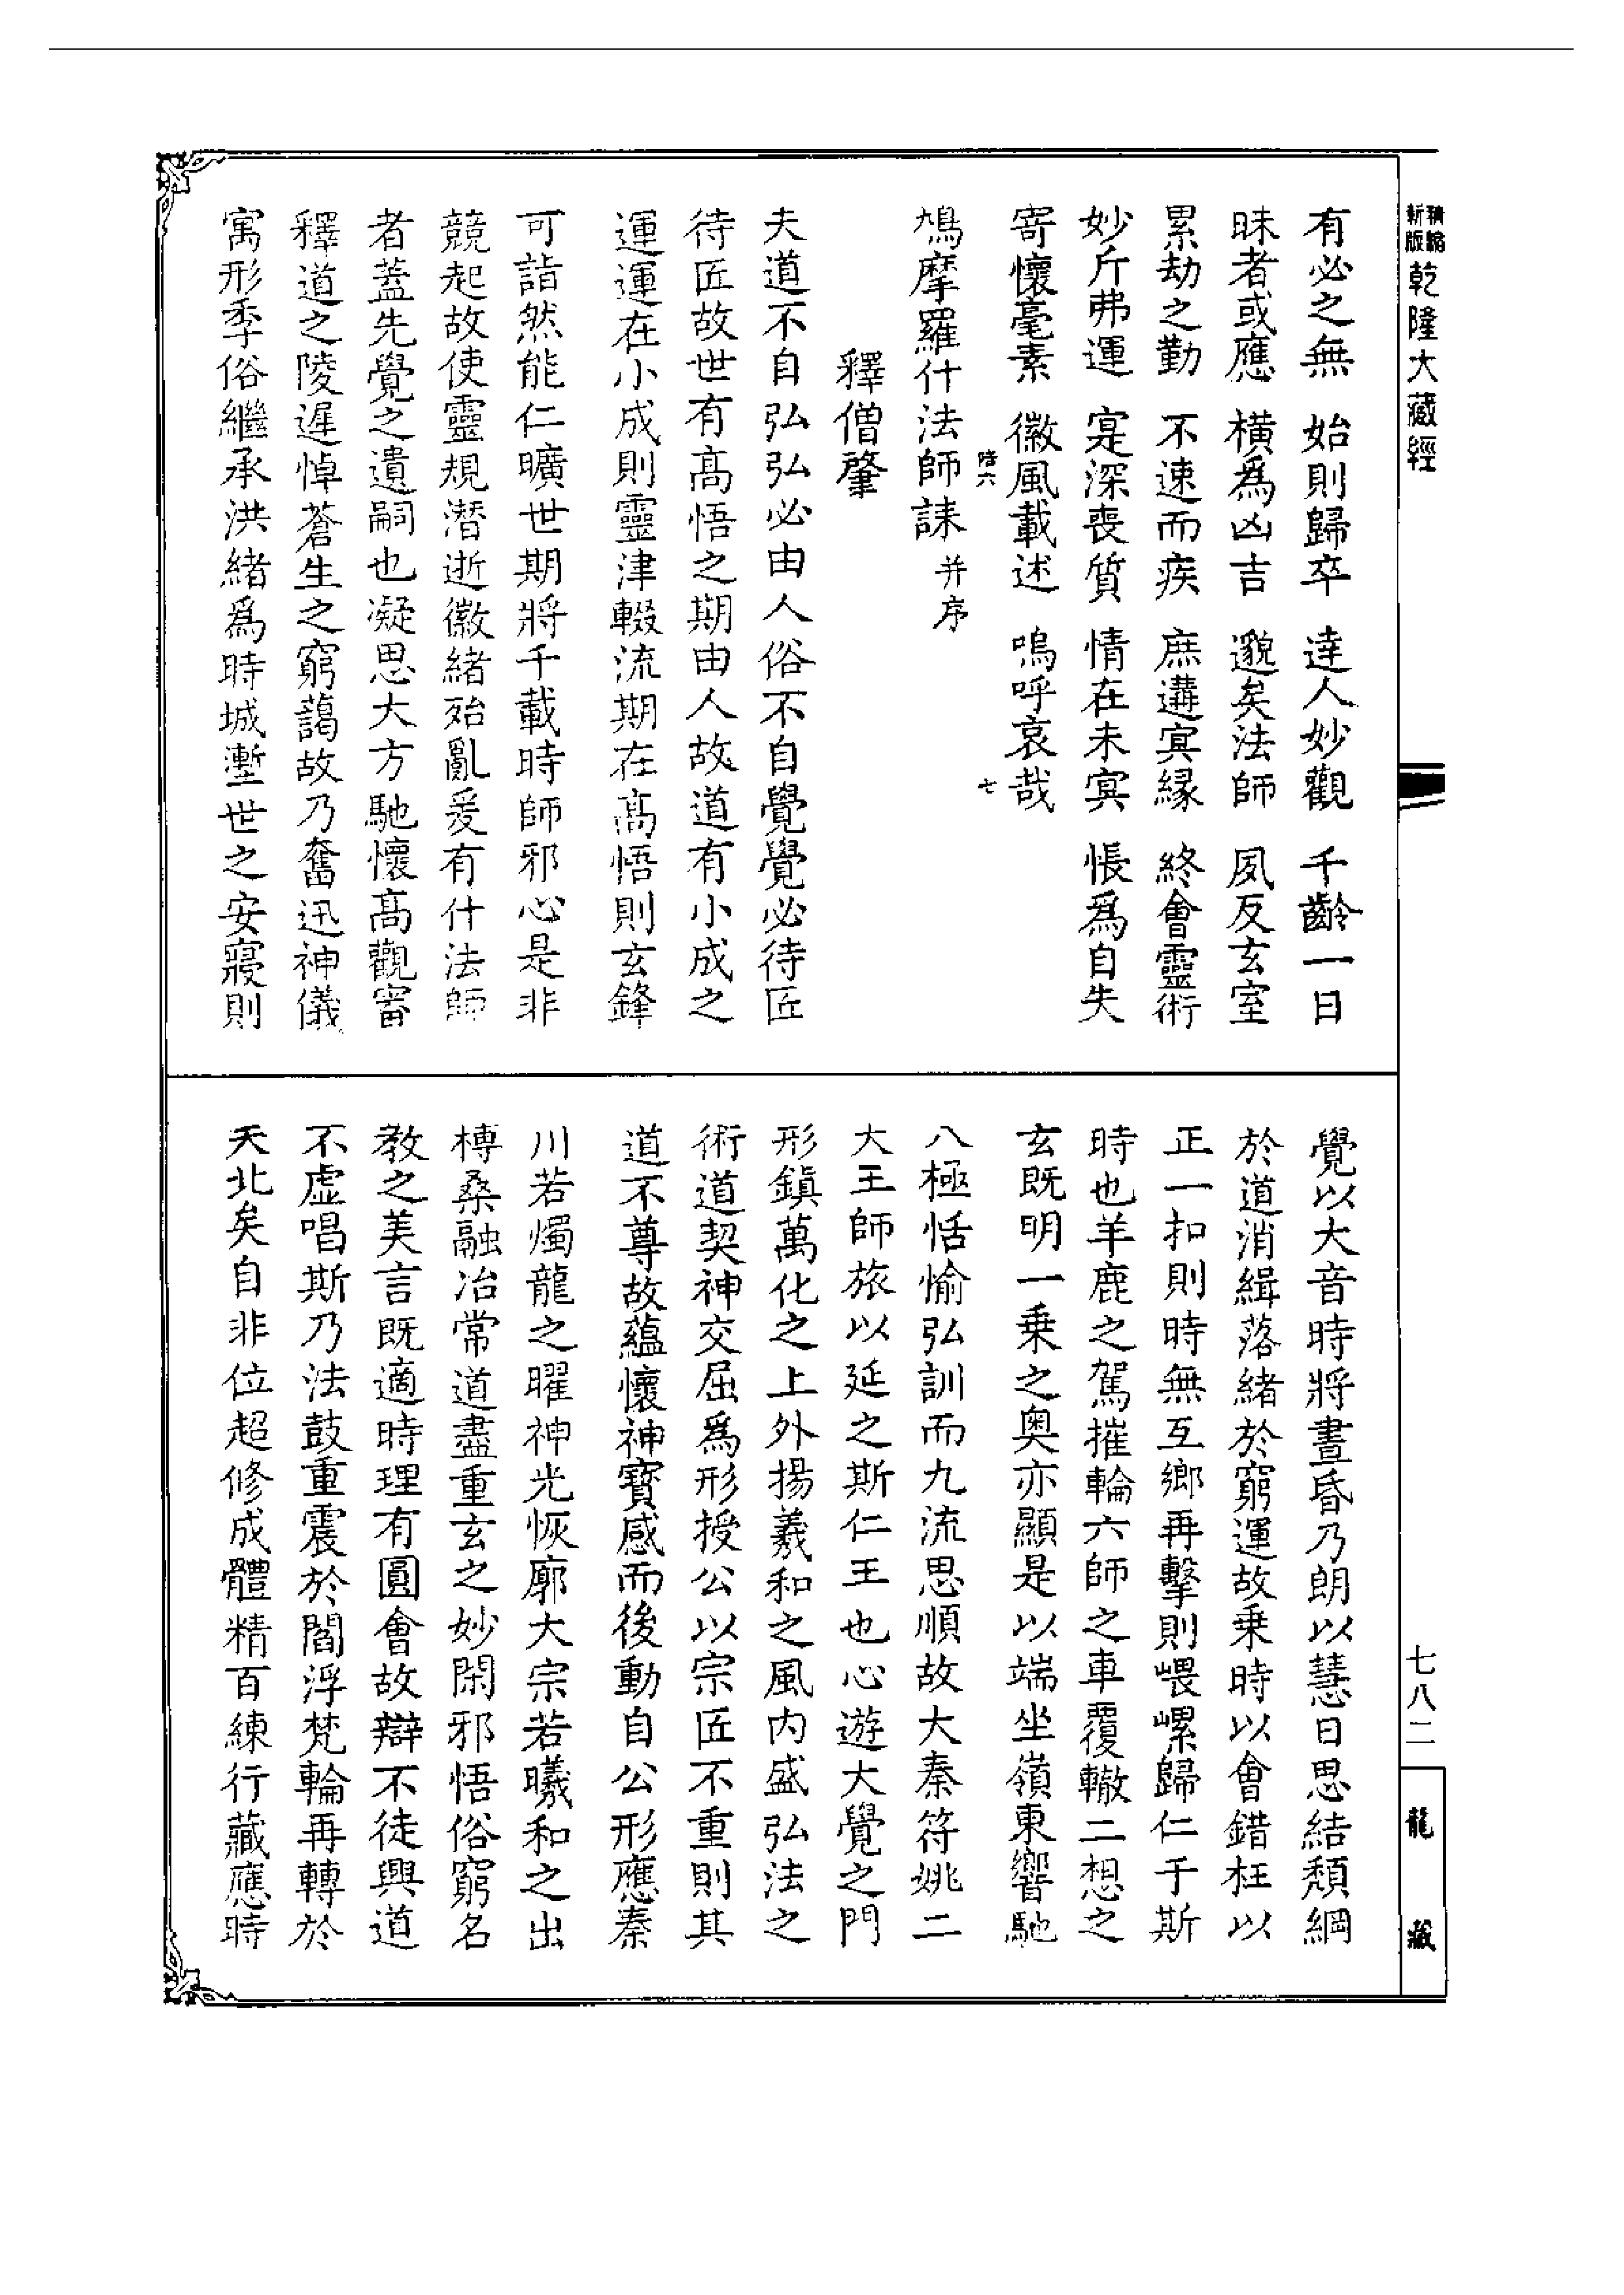 精縮
新版
乾隆大藏經
有必之無　始則歸卒　達人妙觀　千齡一日
昧者或應　橫爲凶吉　邈矣法師　夙反玄室
累劫之勤　不速而疾　庶遘寘緣　終會靈術
妙斤弗運　寔深喪質　情在未寘　悵爲自失
寄懷毫素　徽風載述　嗚呼哀哉
七
鳩摩羅什法師誄并序
釋僧肇
夫道不自弘弘必由人俗不自覺覺必待匠
待匠故世有高悟之期由人故道有小成之
運運在小成則靈津輟流期在高悟則玄鋒
可詣然能仁曠世期將千載時師邪心是非
競起故使靈規潛逝徽緒殆亂爰有什法師
者蓋先覺之遺嗣也凝思大方馳懷高觀審
釋道之陵遲悼蒼生之窮藹故乃奮迅神儀
寓形季俗繼承洪緒爲時城塹世之安寢則
覺以大音時將晝昏乃朗以慧日思結頹綱
於道消緝落緒於窮運故乗時以會錯枉以
正一扣則時無互鄉再擊則㟪嵺歸仁于斯
時也羊鹿之駕摧輪六師之車覆轍二想之
玄既明一乗之奧亦顯是以端坐嶺東響馳
八極恬愉弘訓而九流思順故大秦符姚二
大王師旅以延之斯仁王也心遊大覺之門
形鎮萬化之上外揚羲和之風內盛弘法之
術道契神交屈爲形授公以宗匠不重則其
道不尊故蘊懷神寶感而後動自公形應秦
川若燭龍之曜神光恢廓大宗若曦和之出
榑桑融冶常道盡重玄之妙閑邪悟俗窮名
教之美言既適時理有圓會故辯不徒興道
不虛唱斯乃法鼓重震於閻浮梵輪再轉於
天北矣自非位超修成體精百練行藏應時
七八二
龍藏